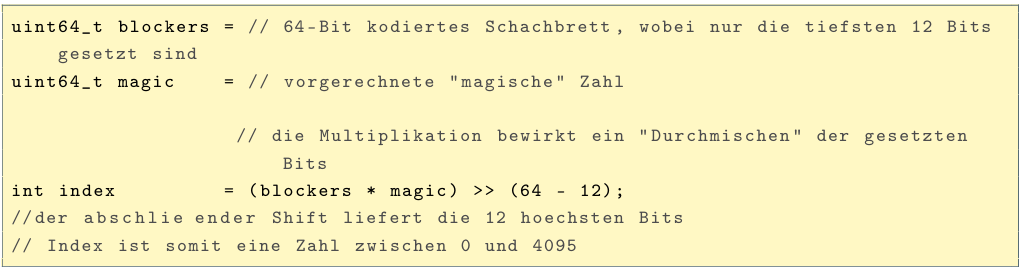 uint64_t blockers = // 64-Bit kodiertes Schachbrett, wobei nur die tiefsten 12 Bits
gesetzt sind
uint64_t magic    = // vorgerechnete "magische" Zahl
// die Multiplikation bewirkt ein "Durchmischen" der gesetzten
Bits
int index         = (blockers * magic) >> (64 - 12);
//der abschlie ender Shift liefert die 12 hoechsten Bits
// Index ist somit eine Zahl zwischen 0 und 4095